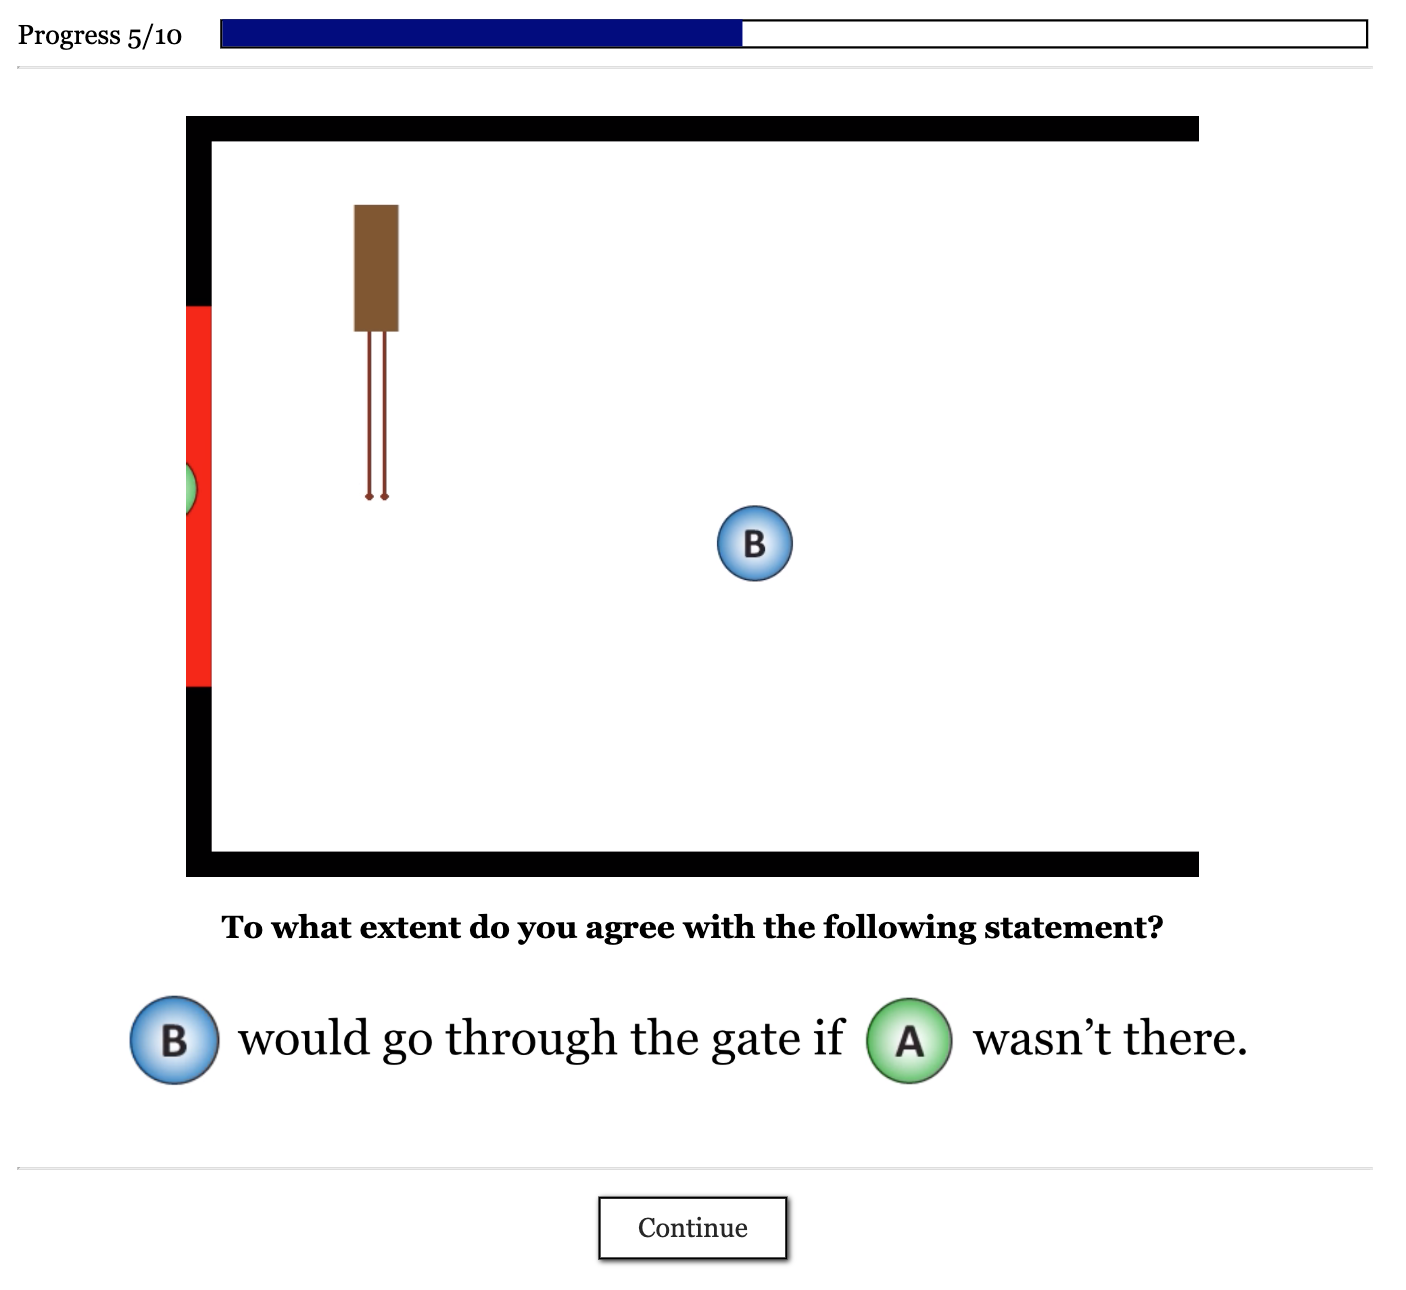 Progress 5/10
B
To what extent do you agree with the following statement?
B would go through the gate if A wasn’t there.
Continue